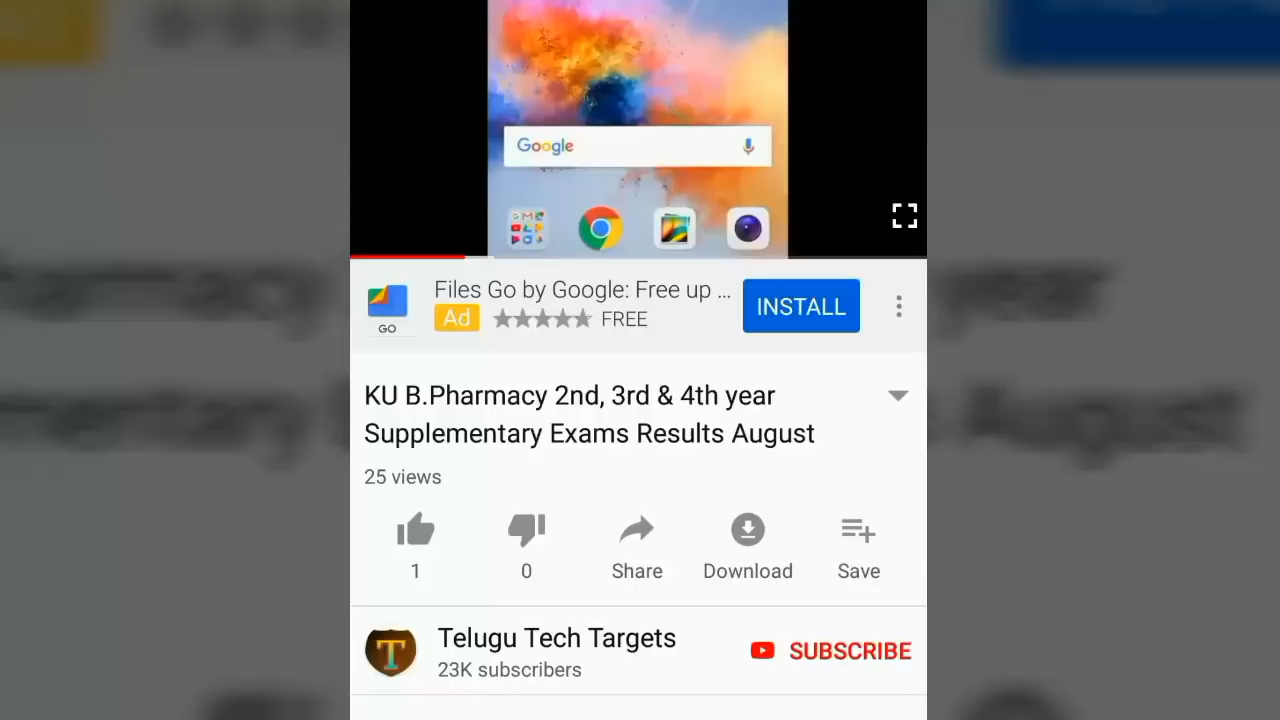 Google
Files Go by Google: Free up ...
GO
Ad
FREE
INSTALL
KU B.Pharmacy 2nd, 3rd & 4th year
Supplementary Exams Results August
25 views
1
0
Share
Download
Save
T
Telugu Tech Targets
23K subscribers
SUBSCRIBE